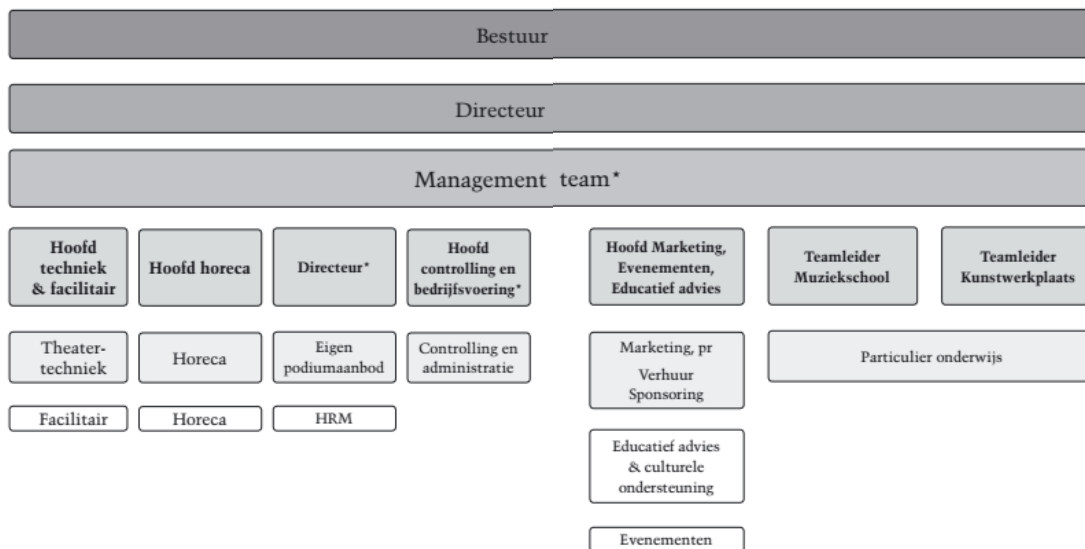 Bestuur
Directeur
Management team*
Hoofd
techniek
& facilitair
Hoofd horeca
Directeur*
Hoofd
controlling en
bedrijfsvoering*
Hoofd Marketing,
Evenementen,
Educatief advies
Teamleider
Muziekschool
Teamleider
Kunstwerkplaats
Theater-
techniek
Horeca
Eigen
podiumaanbod
Controlling en
administratie
Marketing, pr
Verhuur
Sponsoring
Particulier onderwijs
Facilitair
Horeca
HRM
Educatief advies
& culturele
ondersteuning
Evenementen